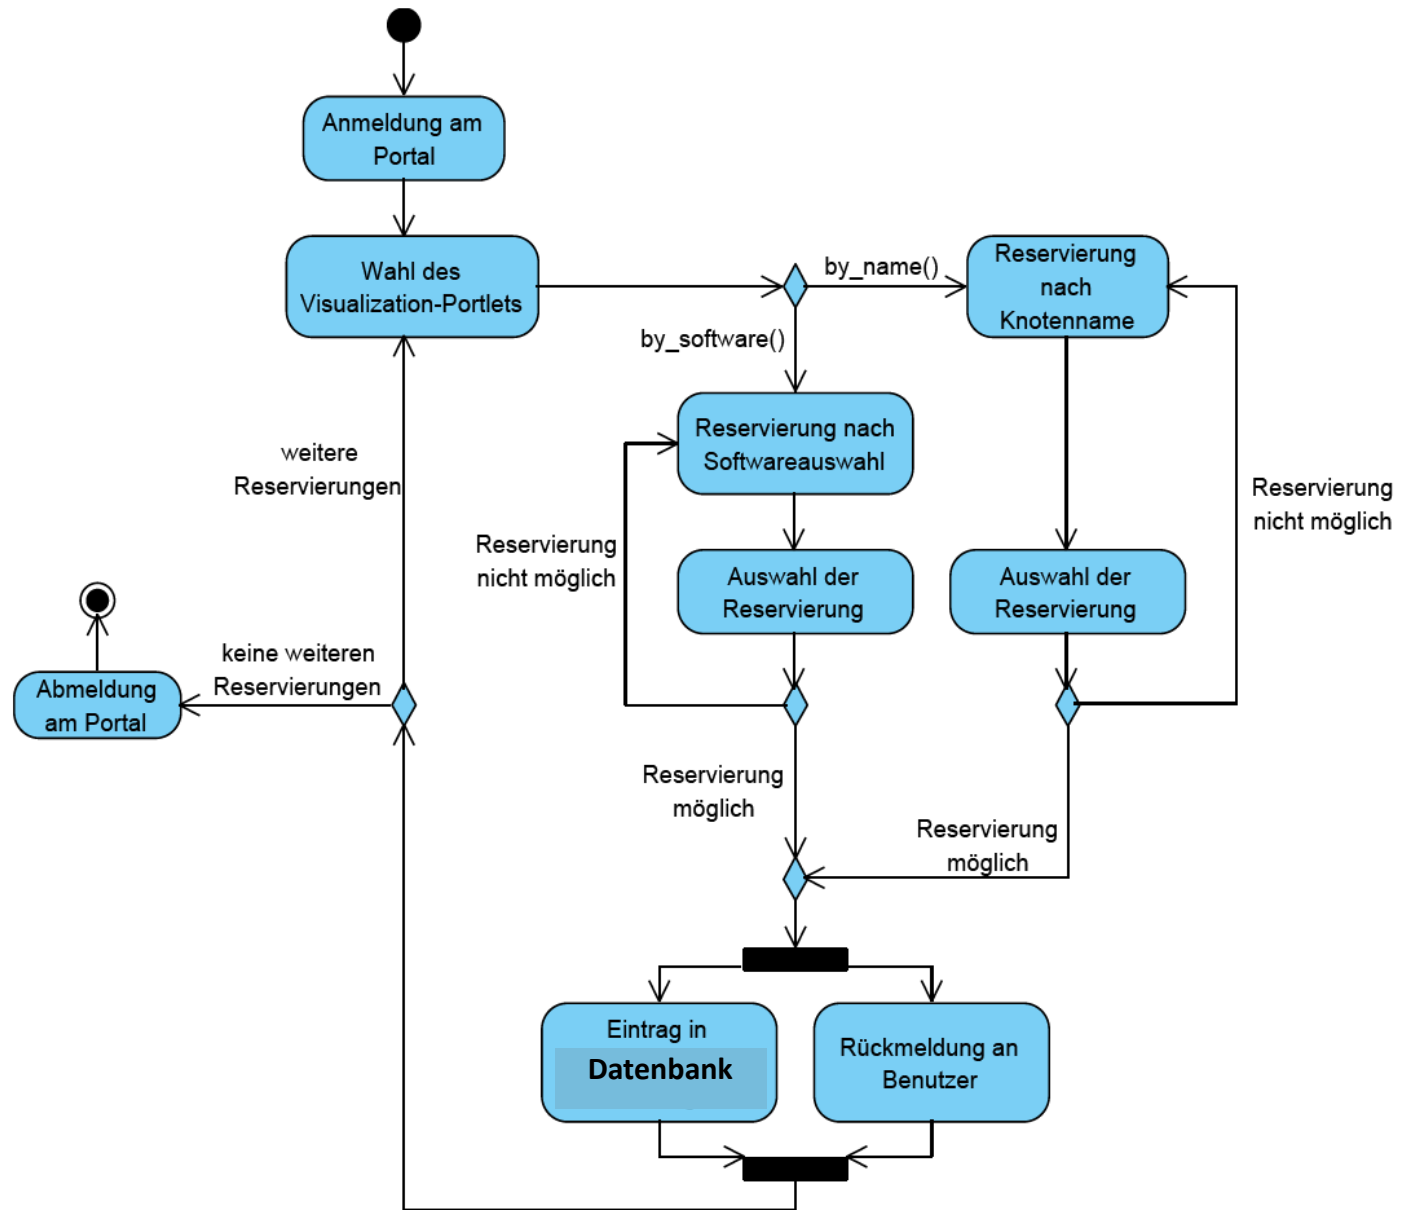 Anmeldung am
Portal
Wahl des
Visualization-Portlets
by_name()
Reservierung
nach
Knotenname
by_software()
Reservierung nach
Softwareauswahl
weitere
Reservierungen
Reservierung
nicht möglich
Reservierung
nicht möglich
Auswahl der
Reservierung
Auswahl der
Reservierung
keine weiteren
Reservierungen
Abmeldung
am Portal
Reservierung
möglich
Reservierung
möglich
Eintrag in
Datenbank
Rückmeldung an
Benutzer